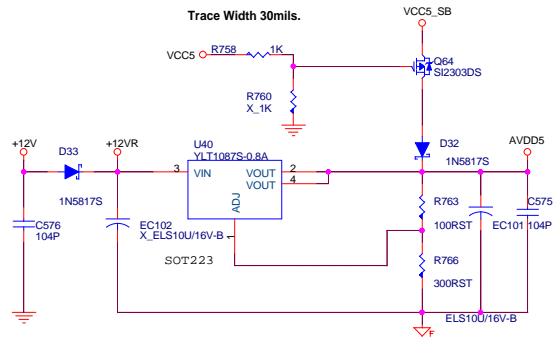 Trace Width 30mils.
VCC5_SB
VCC5
R758
1K
Q64
SI2303DS
R760
X_1K
+12V
D33
+12VR
U40
YLT1087S-0.8A
D32
AVDD5
3
VIN
VOUT
2
VOUT
4
1N5817S
1N5817S
ADJ
1
C576
104P
EC102
X_ELS10U/16V-B
SOT223
R763
100RST
EC101
C575
104P
R766
300RST
ELS10U/16V-B
F